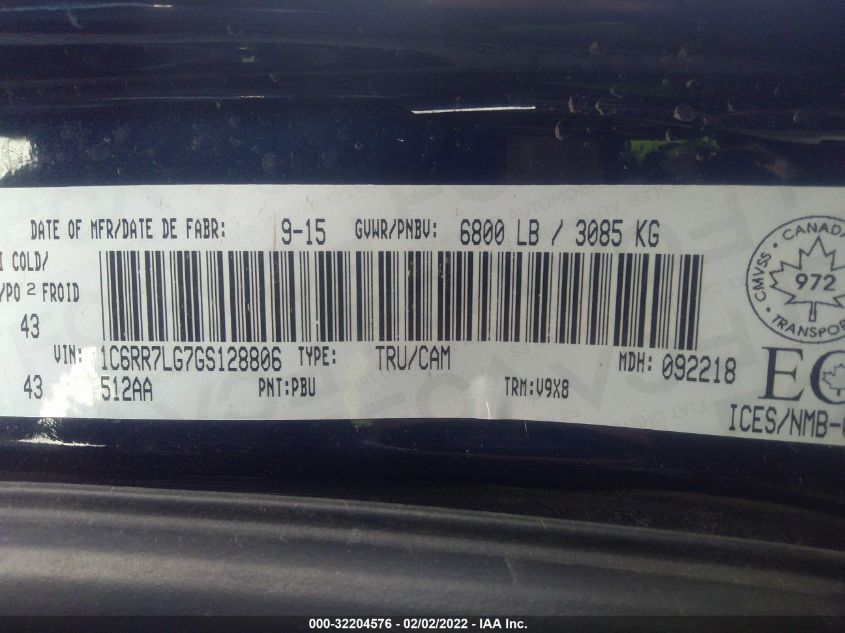 DATE OF MFR/DATE DE FABR: 9-15 GVWR/PNBV: 6800 LB / 3085 KG
COLD/
/PO 2 FROID
43
VIN: 1C6RR7LG7GS128806 TYPE: TRU/CAM MDH: 092218
43 512AA PNT:PBU TRM:V9X8
CANADA
CMVSS
972
TRANSPOR
EC
ICES/NMB-
000-32204576 - 02/02/2022 - IAA Inc.